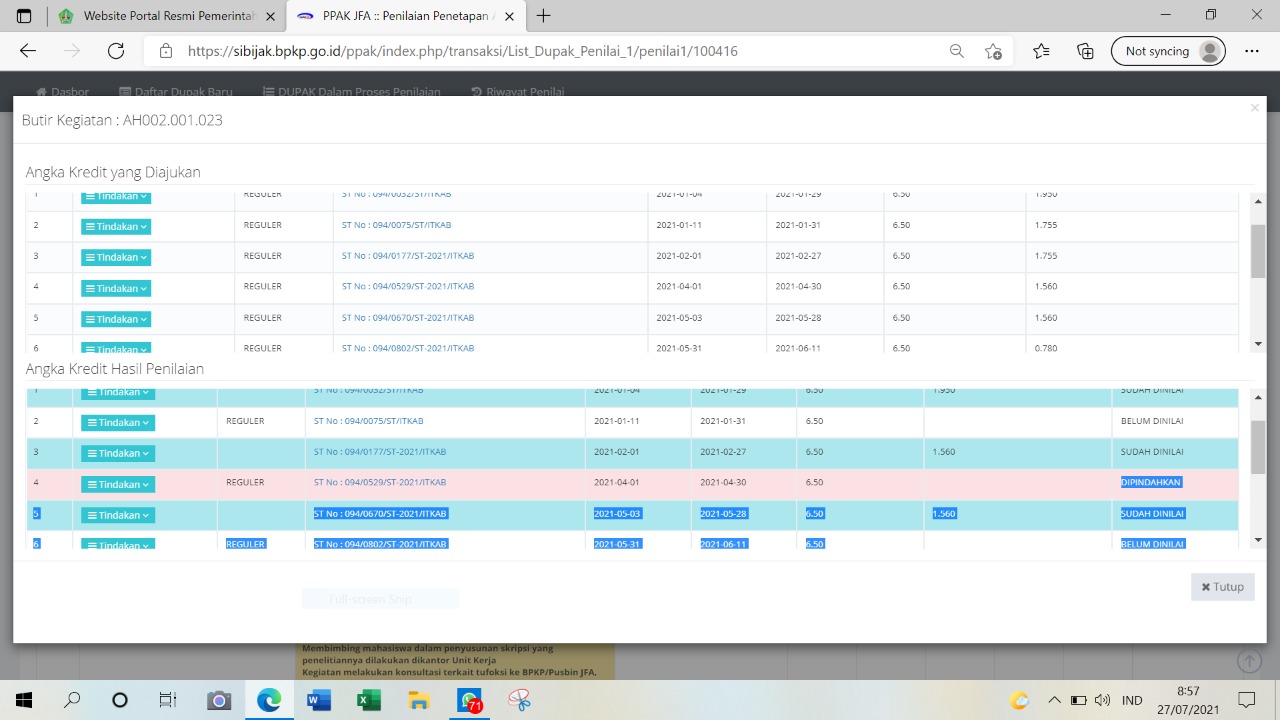 Website Resmi Pemerintah Kabup
PPAK JFA :: Penilaian Penetapan A
https://sibijak.bpkp.go.id/ppak/index.php/transaksi/List_Dupak_Penilai_1/penilai1/100416
Not syncing
Dasbor Daftar Dupak Baru DUPAK Dalam Proses Penilaian Riwayat Penilai
Butir Kegiatan : AH002.001.023
Angka Kredit yang Diajukan
1 Tindakan REGULER ST No : 094/0032/ST/ITKAB 2021-01-04 2021-01-29 6.50 1.950
2 Tindakan REGULER ST No : 094/0075/ST/ITKAB 2021-01-11 2021-01-31 6.50 1.755
3 Tindakan REGULER ST No : 094/0177/ST-2021/ITKAB 2021-02-01 2021-02-27 6.50 1.755
4 Tindakan REGULER ST No : 094/0529/ST-2021/ITKAB 2021-04-01 2021-04-30 6.50 1.560
5 Tindakan REGULER ST No : 094/0670/ST-2021/ITKAB 2021-05-03 2021-05-28 6.50 1.560
6 Tindakan REGULER ST No : 094/0802/ST-2021/ITKAB 2021-05-31 2021-06-11 6.50 0.780
Angka Kredit Hasil Penilaian
1 Tindakan ST No : 094/0032/ST/ITKAB 2021-01-04 2021-01-29 6.50 1.950 SUDAH DINILAI
2 Tindakan REGULER ST No : 094/0075/ST/ITKAB 2021-01-11 2021-01-31 6.50 BELUM DINILAI
3 Tindakan ST No : 094/0177/ST-2021/ITKAB 2021-02-01 2021-02-27 6.50 1.560 SUDAH DINILAI
4 Tindakan REGULER ST No : 094/0529/ST-2021/ITKAB 2021-04-01 2021-04-30 6.50 DIPINDAHKAN
5 Tindakan ST No : 094/0670/ST-2021/ITKAB 2021-05-03 2021-05-28 6.50 1.560 SUDAH DINILAI
6 Tindakan REGULER ST No : 094/0802/ST-2021/ITKAB 2021-05-31 2021-06-11 6.50 BELUM DINILAI
Full-screen Snip
Tutup
Membimbing mahasiswa dalam penyusunan skripsi yang
penelitiannya dilakukan dikantor Unit Kerja
Kegiatan melakukan konsultasi terkait tufoksi ke BPKP/Pusbin JFA,
71
IND
8:57
27/07/2021